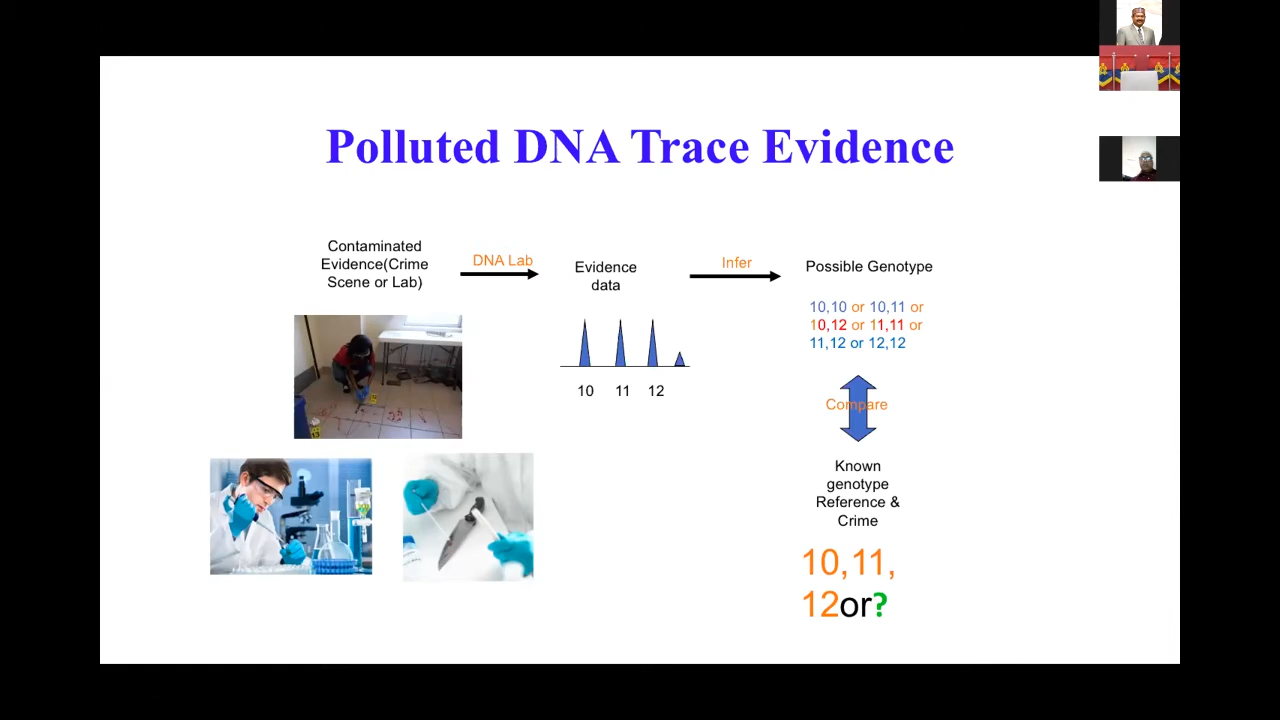 Polluted DNA Trace Evidence
Contaminated
Evidence(Crime
Scene or Lab)
DNA Lab
Evidence
data
Infer
Possible Genotype
10,10 or 10,11 or
10,12 or 11,11 or
11,12 or 12,12
10 11 12
Compare
Known
genotype
Reference &
Crime
10,11,
12or?